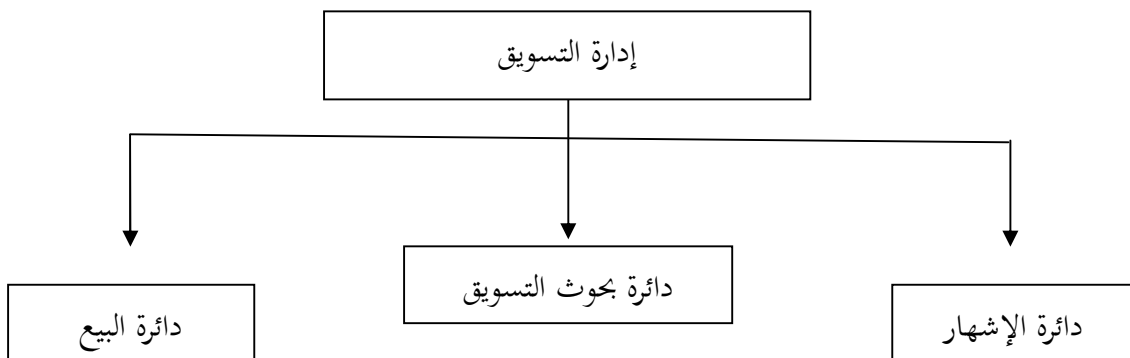 إدارة التسويق
دائرة الإشهار
دائرة بحوث التسويق
دائرة البيع